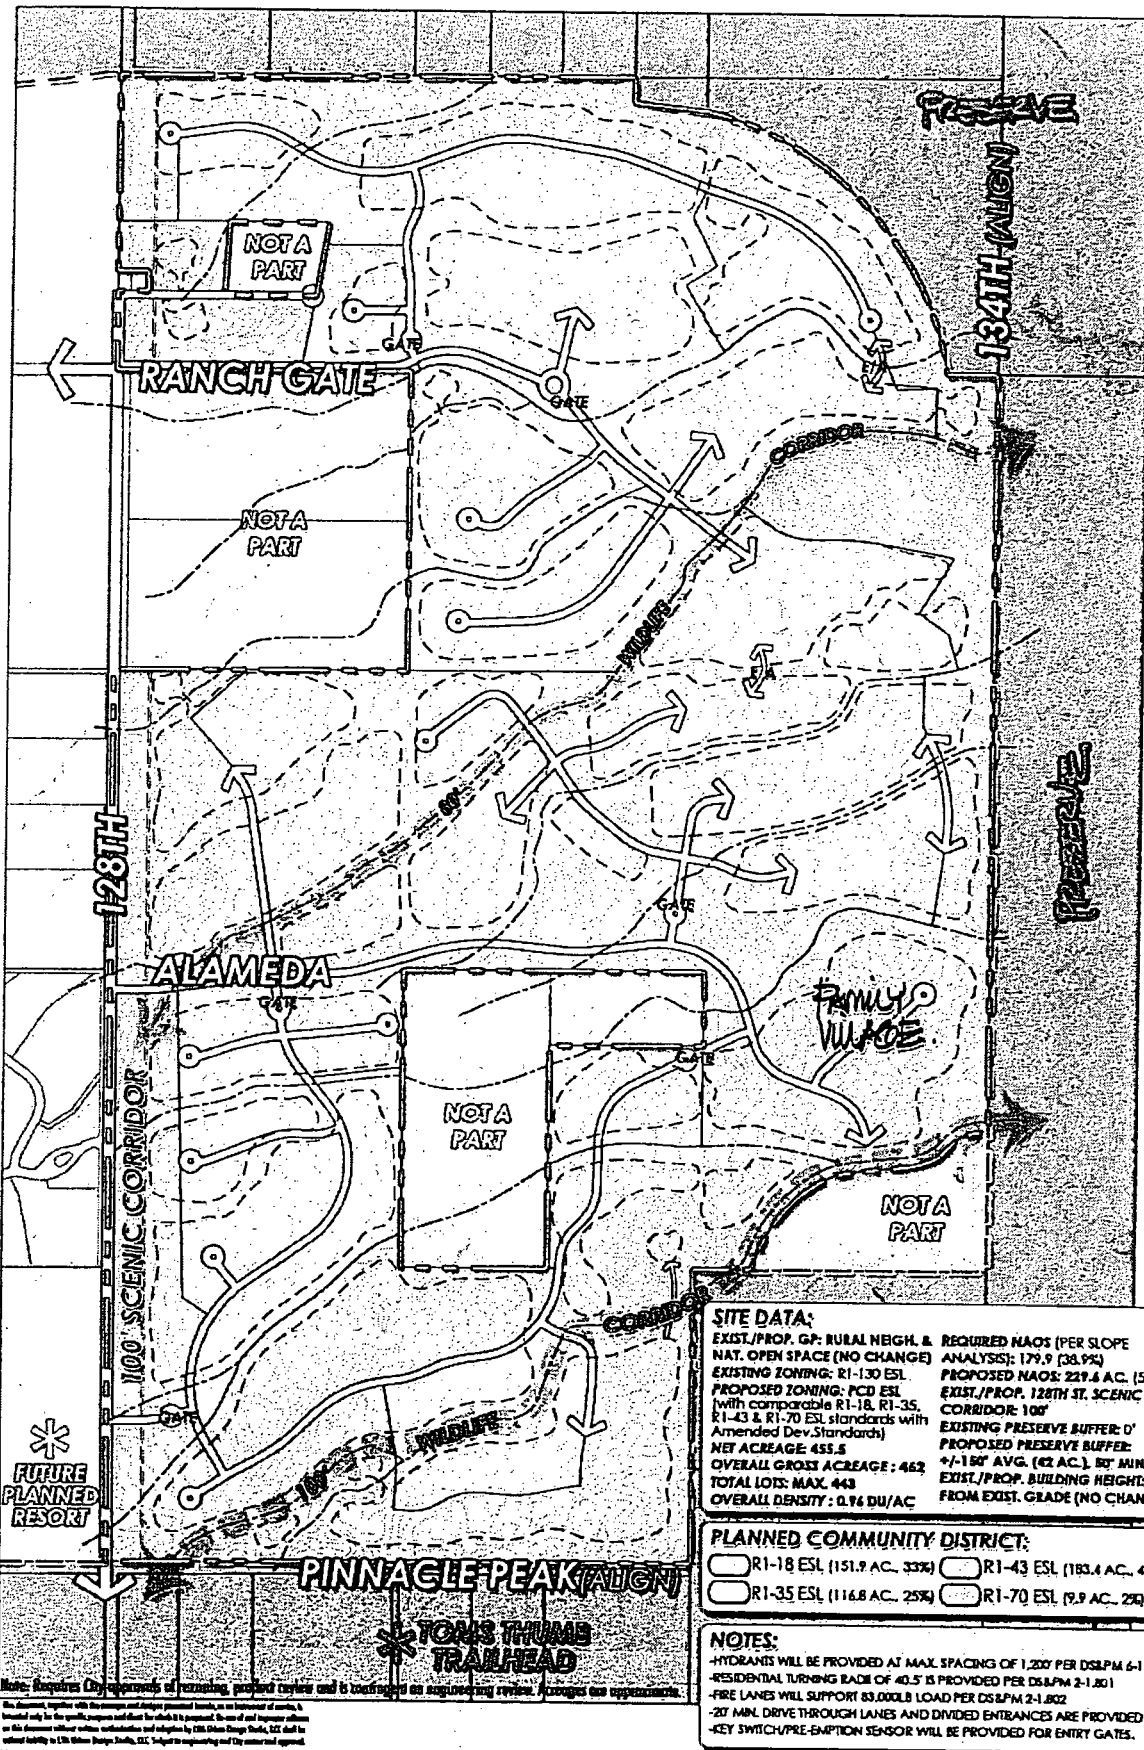 PRESERVE
134TH (ALIGN)
NOT A
PART
GATE
RANCH GATE
GATE
CORRIDOR
NOT A
PART
WILDLIFE
128TH
60'
PRESERVE
GATE
ALAMEDA
GATE
FAMILY
VILLAGE
GATE
100' SCENIC CORRIDOR
NOT A
PART
NOT A
PART
CORRIDOR
GATE
WILDLIFE
100'
FUTURE
PLANNED
RESORT
PINNACLE PEAK (ALIGN)
TOMS THUMB
TRAILHEAD
SITE DATA:
EXIST./PROP. GP: RURAL NEIGH. &
NAT. OPEN SPACE (NO CHANGE)
EXISTING ZONING: R1-130 ESL
PROPOSED ZONING: PCD ESL
(with comparable R1-18, R1-35,
R1-43 & R1-70 ESL standards with
Amended Dev.Standards)
NET ACREAGE: 455.5
OVERALL GROSS ACREAGE: 462
TOTAL LOTS: MAX. 443
OVERALL DENSITY: 0.96 DU/AC
REQUIRED NAOS (PER SLOPE
ANALYSIS): 179.9 (38.9%)
PROPOSED NAOS: 229.6 AC. (5
EXIST./PROP. 128TH ST. SCENIC
CORRIDOR: 100'
EXISTING PRESERVE BUFFER: 0'
PROPOSED PRESERVE BUFFER:
+/-150' AVG. (42 AC.), 50' MIN
EXIST./PROP. BUILDING HEIGHT:
FROM EXIST. GRADE (NO CHAN
PLANNED COMMUNITY DISTRICT:
R1-18 ESL (151.9 AC., 33%) R1-43 ESL (183.4 AC., 4
R1-35 ESL (116.8 AC., 25%) R1-70 ESL (9.9 AC., 2%)
NOTES:
-HYDRANTS WILL BE PROVIDED AT MAX. SPACING OF 1,200' PER DS&PM 6-1
-RESIDENTIAL TURNING RADII OF 40.5' IS PROVIDED PER DS&PM 2-1.801
-FIRE LANES WILL SUPPORT 83,000LB LOAD PER DS&PM 2-1.802
-20' MIN. DRIVE THROUGH LANES AND DIVIDED ENTRANCES ARE PROVIDED
-KEY SWITCH/PRE-EMPTION SENSOR WILL BE PROVIDED FOR ENTRY GATES.
Note: Requires City approvals of rezoning, product review and is contingent on engineering review. Acreages are approximate.